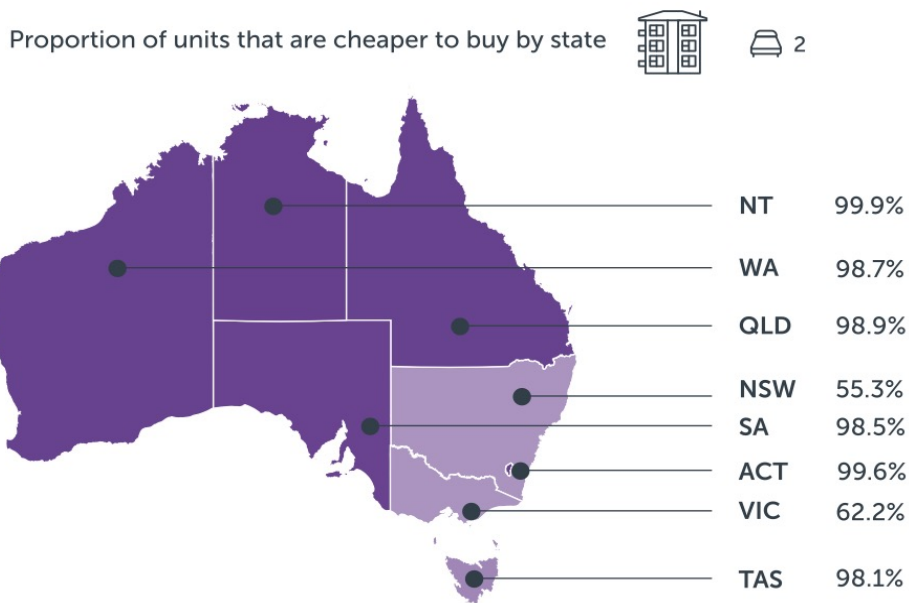 Proportion of units that are cheaper to buy by state 2
NT 99.9%
WA 98.7%
QLD 98.9%
NSW 55.3%
SA 98.5%
ACT 99.6%
VIC 62.2%
TAS 98.1%